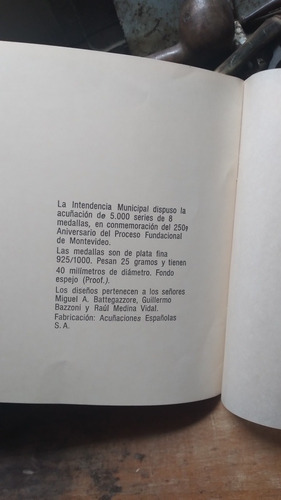 La Intendencia Municipal dispuso la
acuñación de 5.000 series de 8
medallas, en conmemoración del 250º
Aniversario del Proceso Fundacional
de Montevideo.
Las medallas son de plata fina
925/1000. Pesan 25 gramos y tienen
40 milímetros de diámetro. Fondo
espejo (Proof.).
Los diseños pertenecen a los señores
Miguel A. Battegazzore, Guillermo
Bazzoni y Raúl Medina Vidal.
Fabricación: Acuñaciones Españolas
S. A.